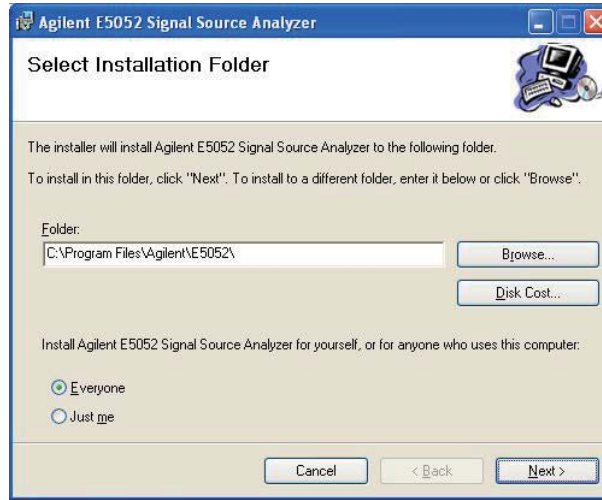 Agilent E5052 Signal Source Analyzer
Select Installation Folder
The installer will install Agilent E5052 Signal Source Analyzer to the following folder.
To install in this folder, click "Next". To install to a different folder, enter it below or click "Browse".
Folder:
C:\Program Files\Agilent\E5052\
Browse...
Disk Cost...
Install Agilent E5052 Signal Source Analyzer for yourself, or for anyone who uses this computer:
Everyone
Just me
Cancel
< Back
Next >